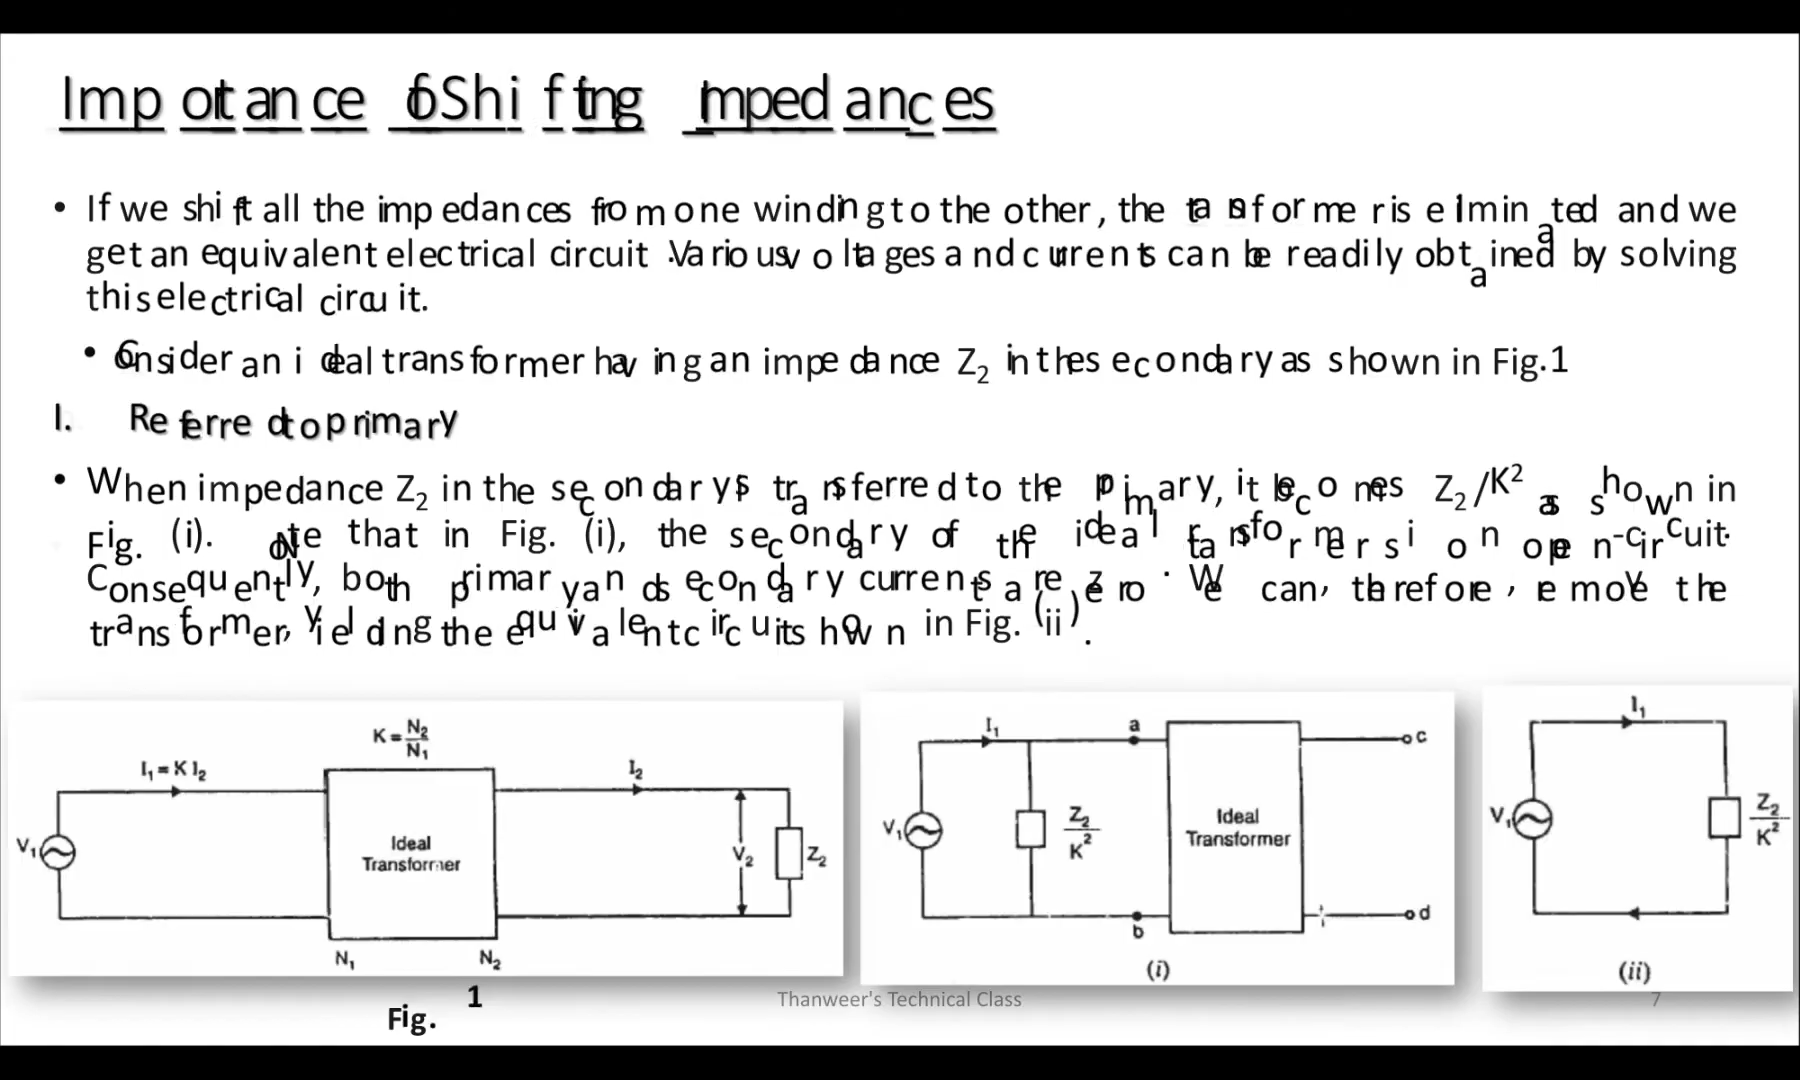 Importance of Shifting Impedances
• If we shift all the impedances from one winding to the other, the transformer is eliminated and we
get an equivalent electrical circuit. Various voltages and currents can be readily obtained by solving
this electrical circuit.
• Consider an ideal transformer having an impedance Z₂ in the secondary as shown in Fig.1
I. Referred to primary
• When impedance Z₂ in the secondary is transferred to the primary, it becomes Z₂/K² as shown in
Fig. (i). Note that in Fig. (i), the secondary of the ideal transformer is on open-circuit.
Consequently, both primary and secondary currents are zero. We can, therefore, remove the
transformer, yielding the equivalent circuit shown in Fig. (ii).
K = N₂/N₁
I₁ = K I₂
I₂
V₁
Ideal
Transformer
V₂
Z₂
N₁
N₂
Fig. 1
I₁
a
c
V₁
Z₂/K²
Ideal
Transformer
b
d
(i)
I₁
V₁
Z₂/K²
(ii)
Thanweer's Technical Class
7